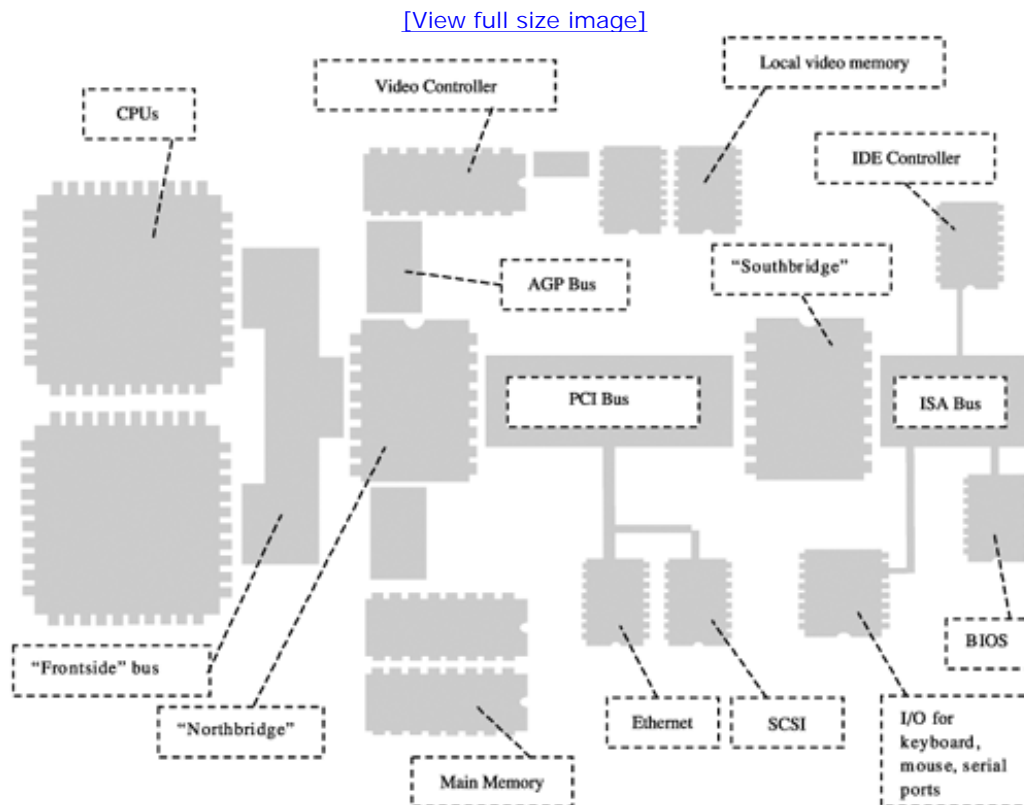 [View full size image]
Local video memory
Video Controller
CPUs
IDE Controller
"Southbridge"
AGP Bus
PCI Bus
ISA Bus
BIOS
"Frontside" bus
"Northbridge"
Ethernet
SCSI
I/O for
keyboard,
mouse, serial
ports
Main Memory